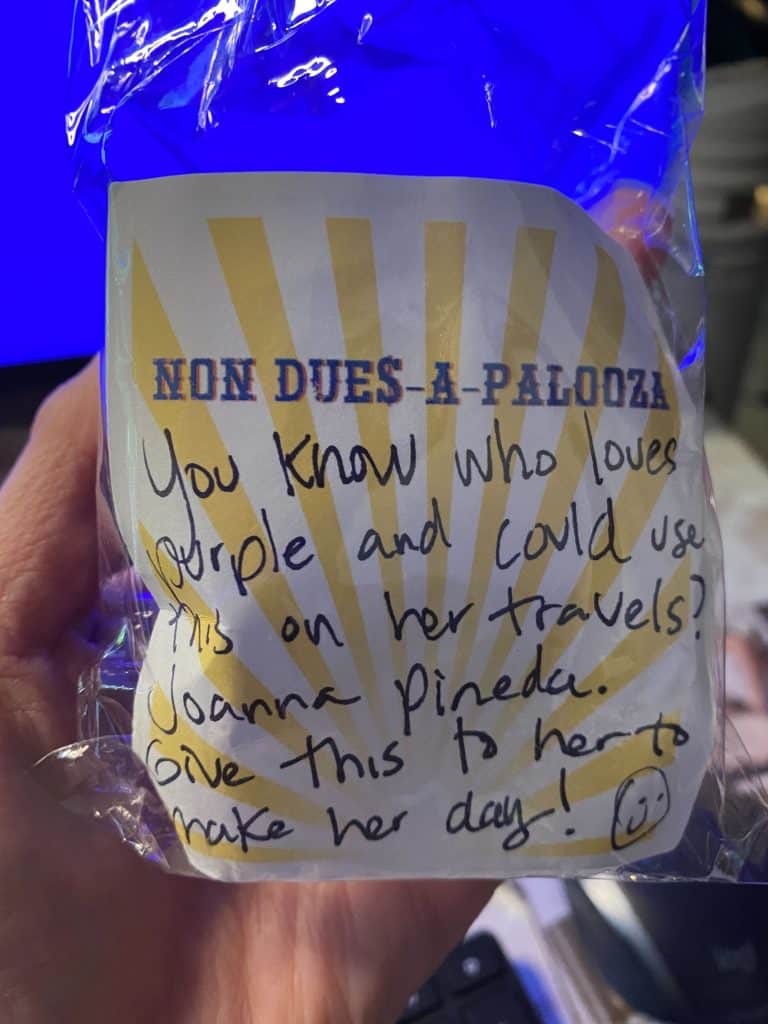 NON DUE$-A-PALOOZA
You know who loves
purple and could use
this on her travels?
Joanna Pineda.
Give this to her to
make her day!